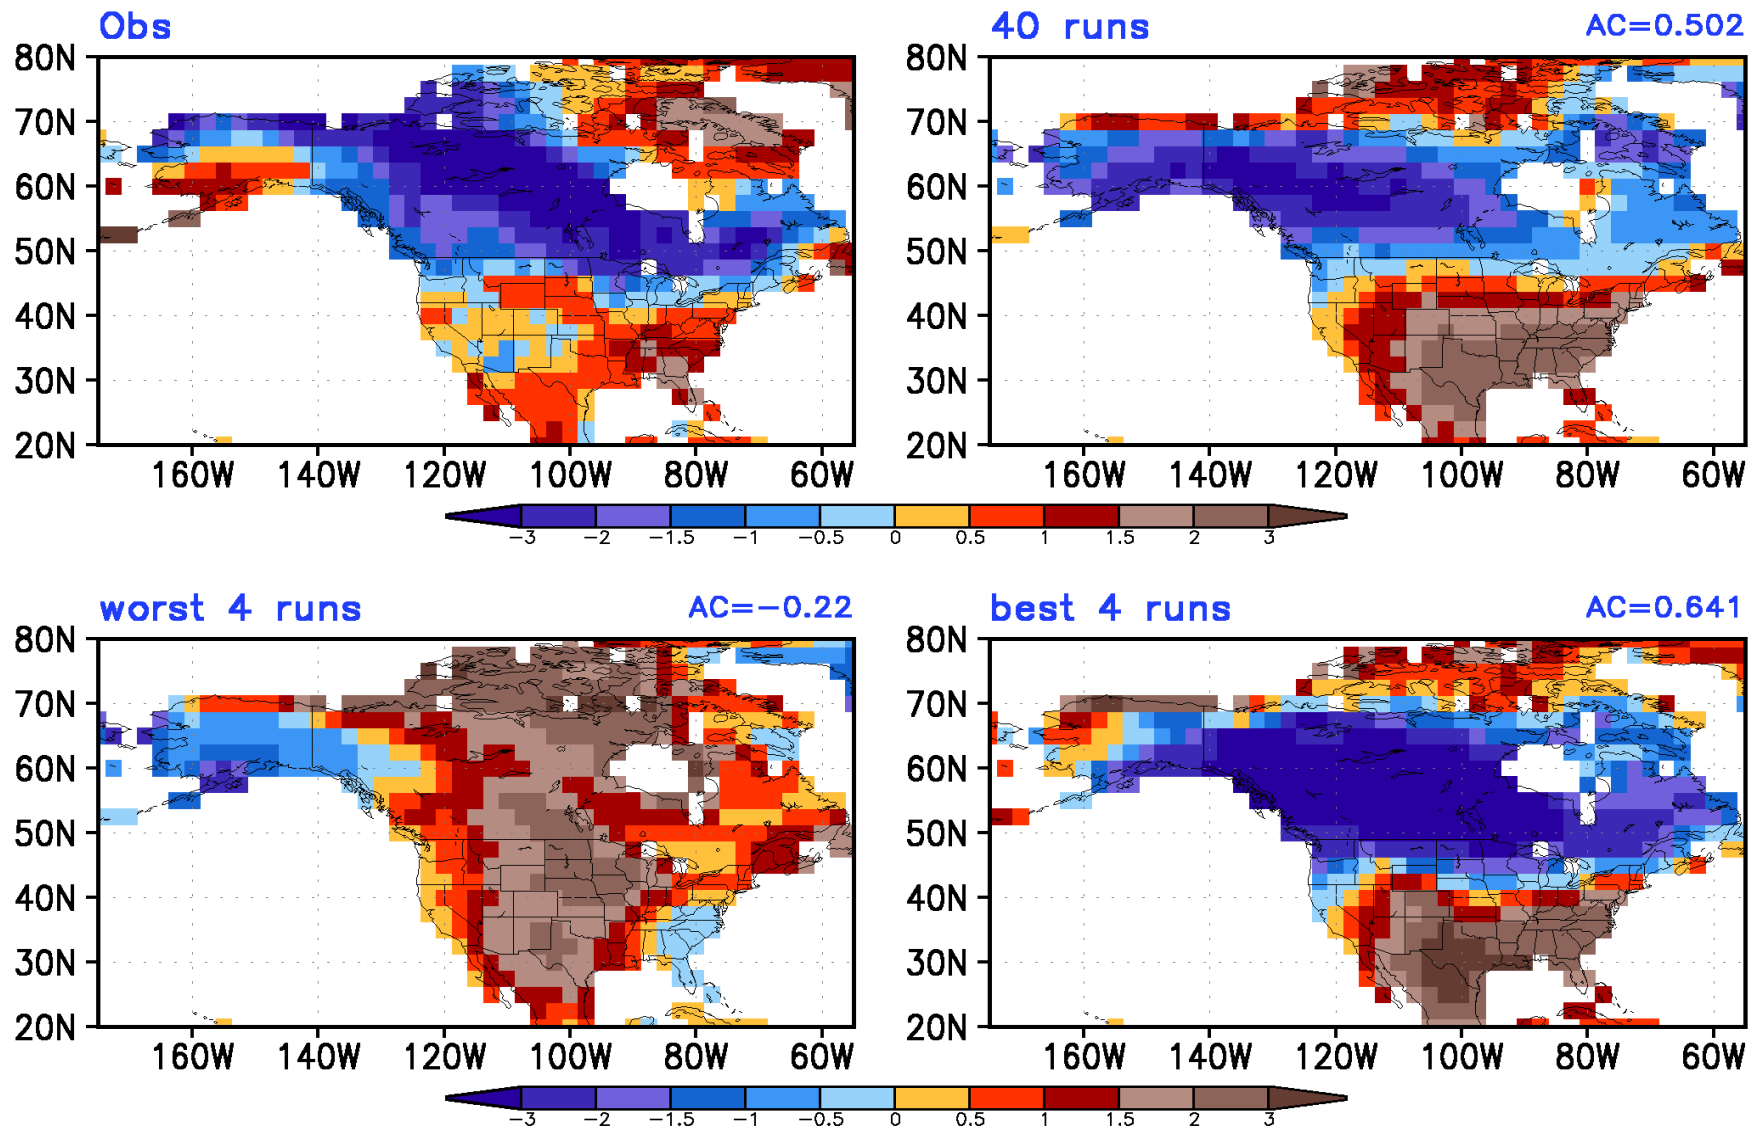 Obs
40 runs AC=0.502
80N 80N
70N 70N
60N 60N
50N 50N
40N 40N
30N 30N
20N 20N
160W 140W 120W 100W 80W 60W 160W 140W 120W 100W 80W 60W
-3 -2 -1.5 -1 -0.5 0 0.5 1 1.5 2 3
worst 4 runs AC=-0.22
best 4 runs AC=0.641
80N 80N
70N 70N
60N 60N
50N 50N
40N 40N
30N 30N
20N 20N
160W 140W 120W 100W 80W 60W 160W 140W 120W 100W 80W 60W
-3 -2 -1.5 -1 -0.5 0 0.5 1 1.5 2 3